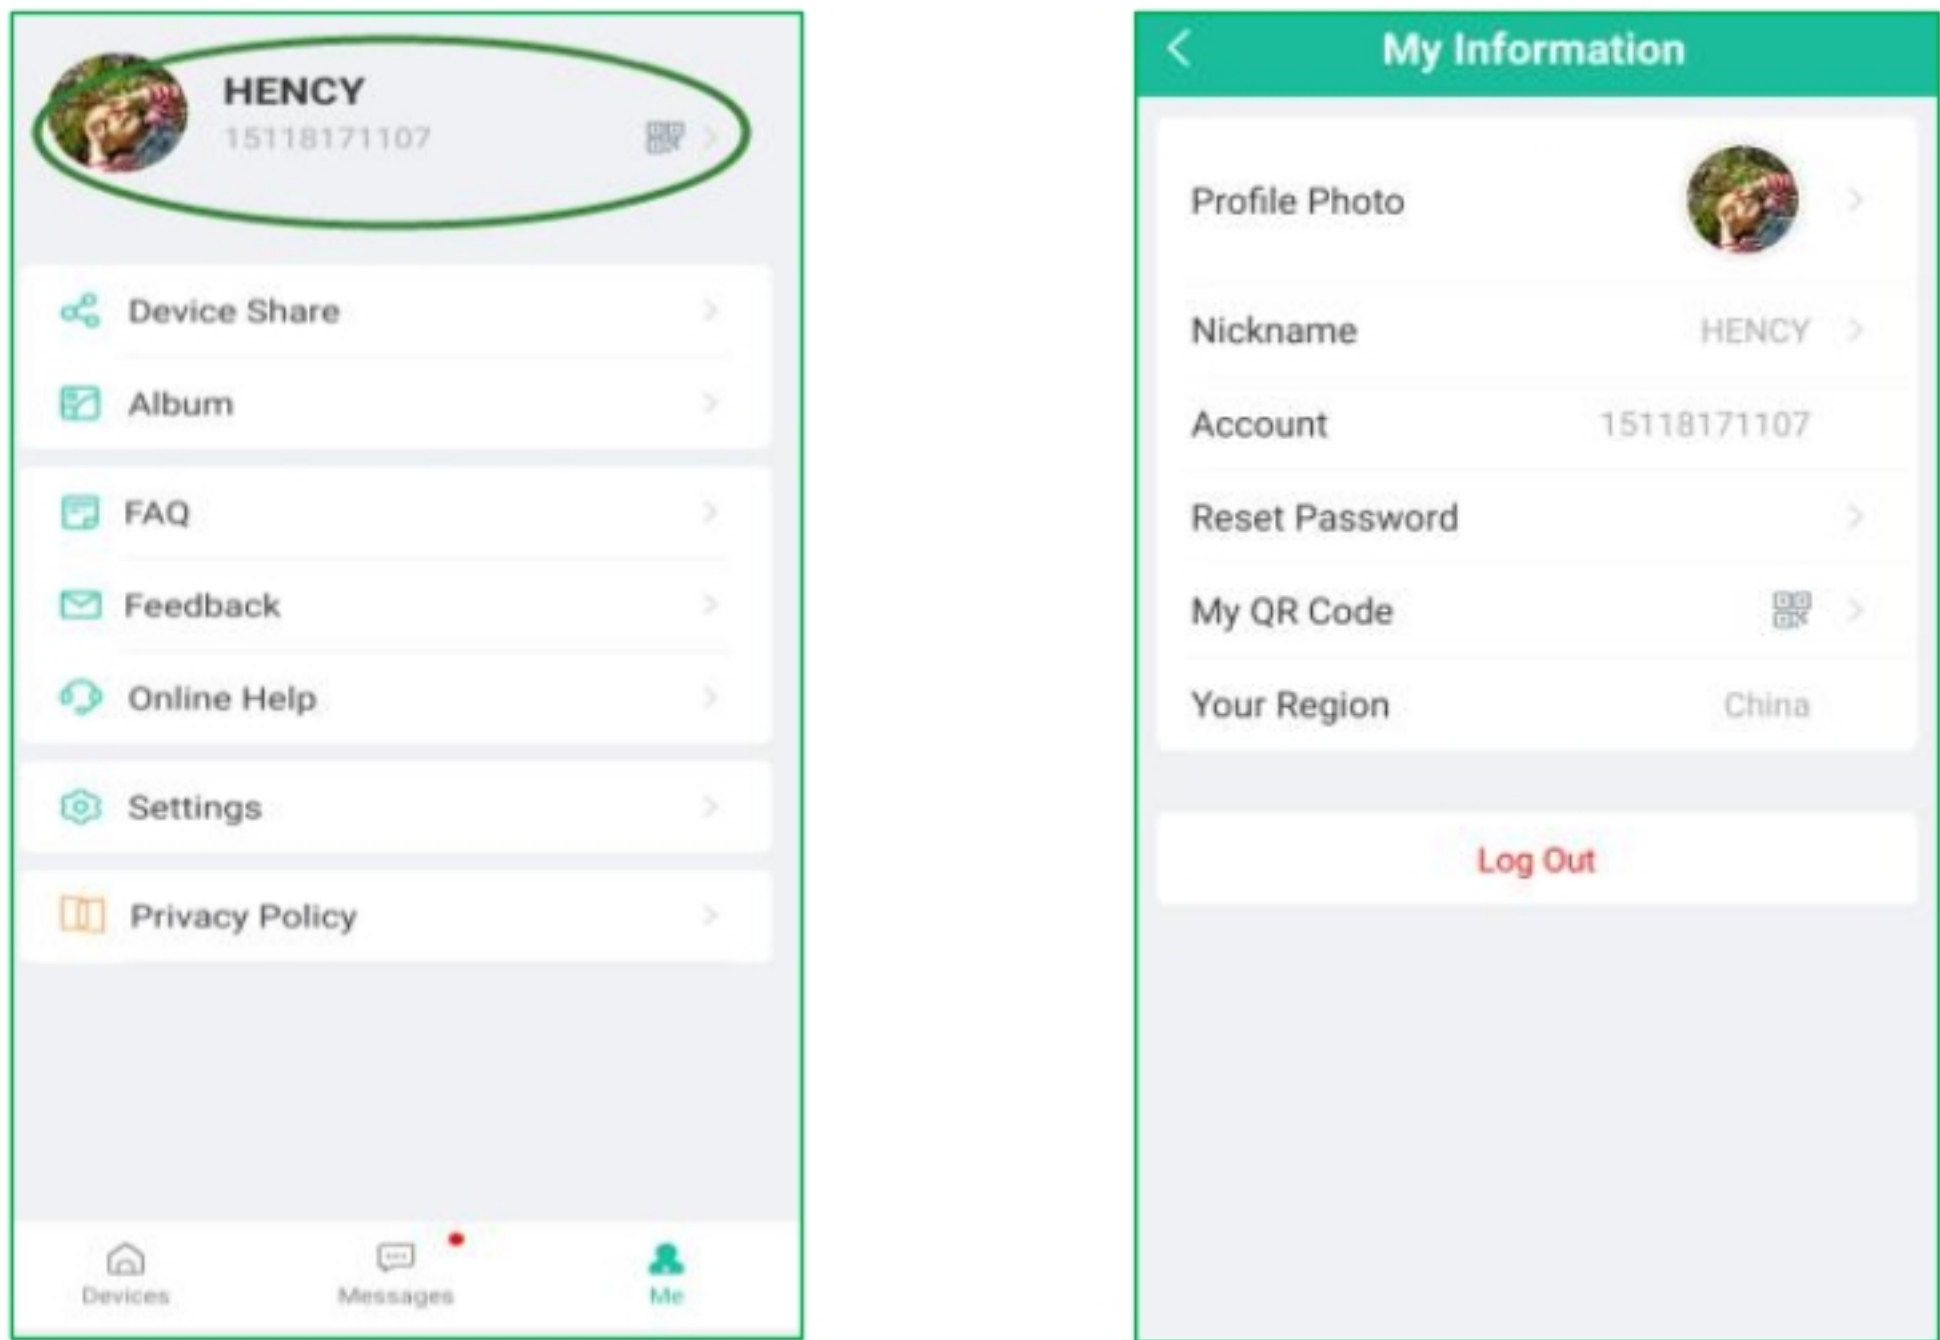 HENCY
15118171107
Device Share
Album
FAQ
Feedback
Online Help
Settings
Privacy Policy
Devices
Messages
Me
My Information
Profile Photo
Nickname HENCY
Account 15118171107
Reset Password
My QR Code
Your Region China
Log Out